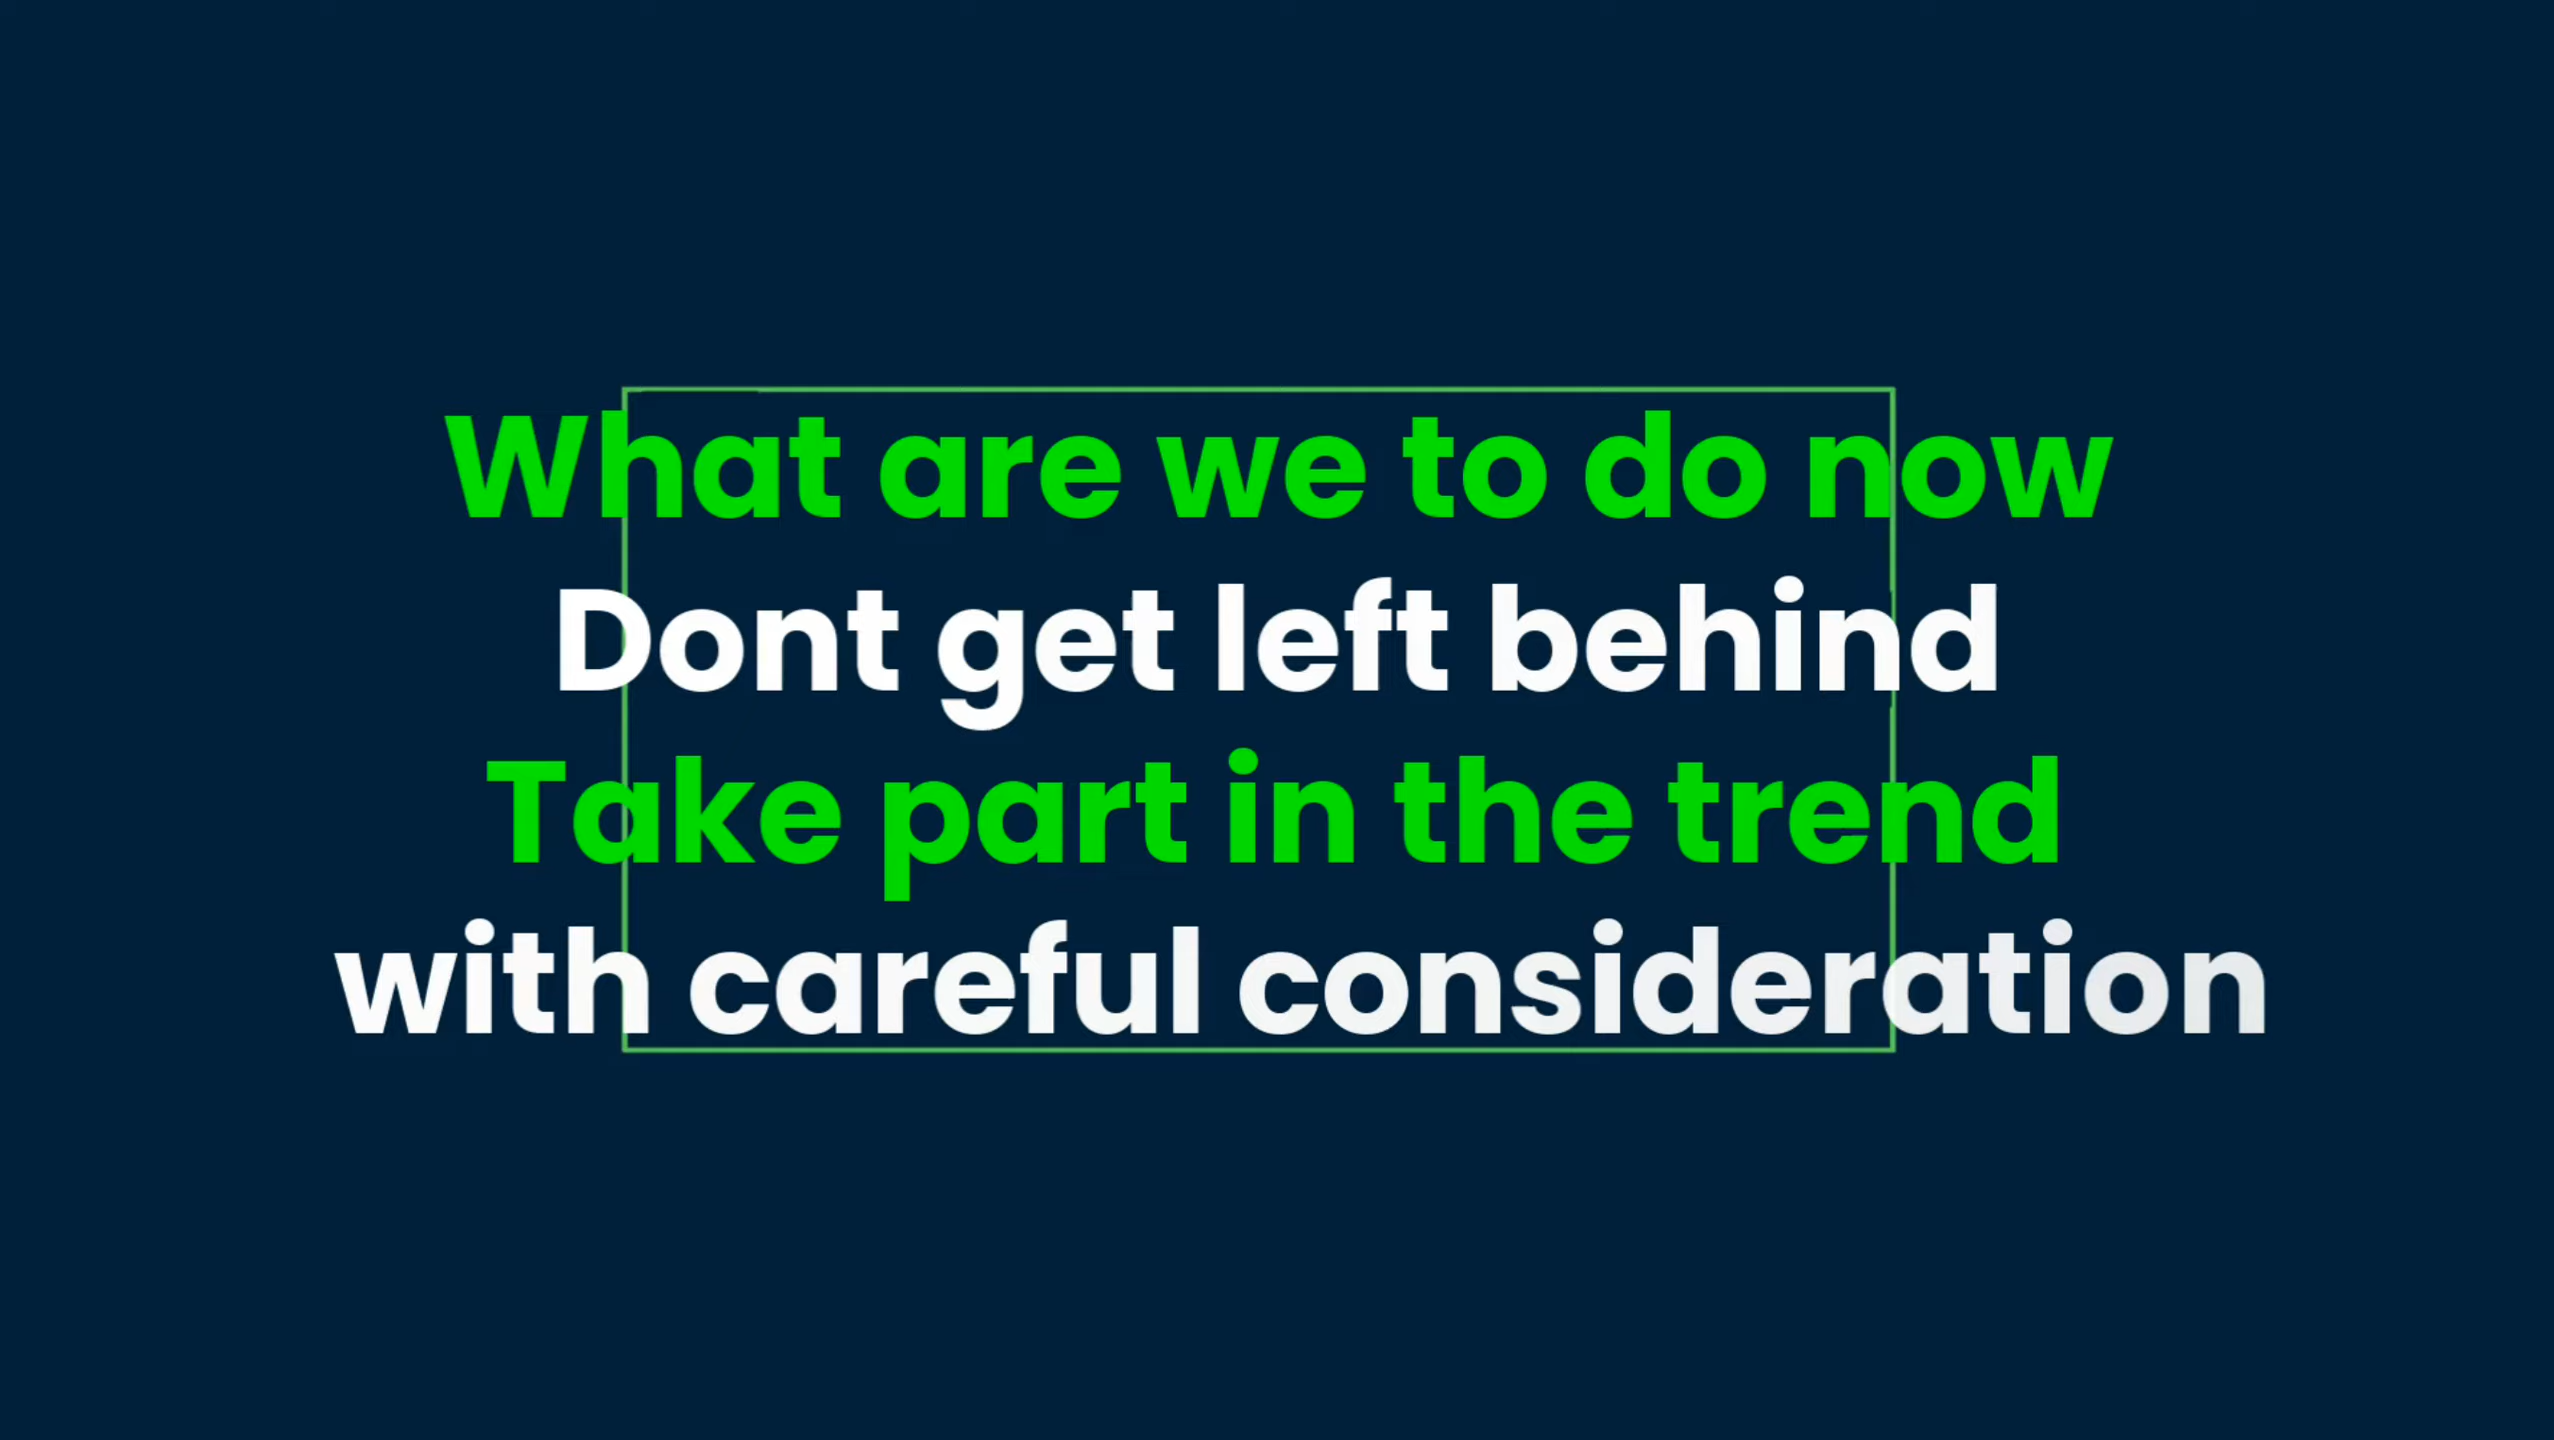 What are we to do now
Dont get left behind
Take part in the trend
with careful consideration